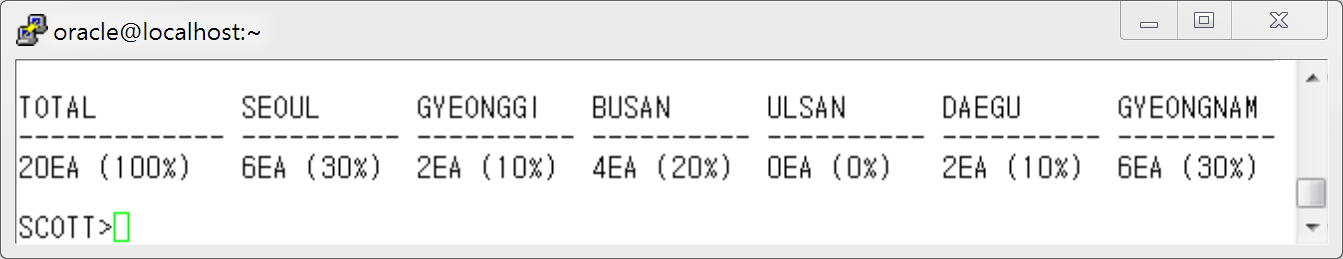 oracle@localhost:~
TOTAL SEOUL GYEONGGI BUSAN ULSAN DAEGU GYEONGNAM
------------- ---------- ---------- ---------- ---------- ---------- ----------
20EA (100%) 6EA (30%) 2EA (10%) 4EA (20%) 0EA (0%) 2EA (10%) 6EA (30%)
SCOTT>